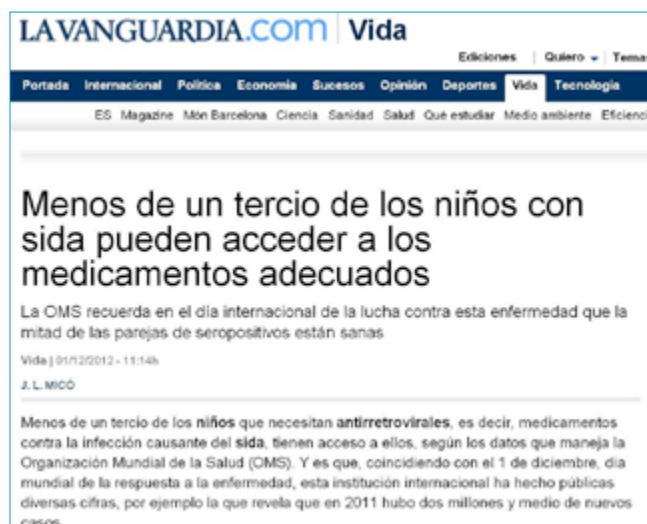 LAVANGUARDIA.COM Vida
Ediciones | Quiero | Temas
Portada Internacional Política Economía Sucesos Opinión Deportes Vida Tecnología
ES Magazine Món Barcelona Ciencia Sanidad Salud Qué estudiar Medio ambiente Eficienci
Menos de un tercio de los niños con
sida pueden acceder a los
medicamentos adecuados
La OMS recuerda en el día internacional de la lucha contra esta enfermedad que la
mitad de las parejas de seropositivos están sanas
Vida | 01/12/2012 - 11:14h
J. L. MICÓ
Menos de un tercio de los niños que necesitan antirretrovirales, es decir, medicamentos
contra la infección causante del sida, tienen acceso a ellos, según los datos que maneja la
Organización Mundial de la Salud (OMS). Y es que, coincidiendo con el 1 de diciembre, día
mundial de la respuesta a la enfermedad, esta institución internacional ha hecho públicas
diversas cifras, por ejemplo la que revela que en 2011 hubo dos millones y medio de nuevos
casos